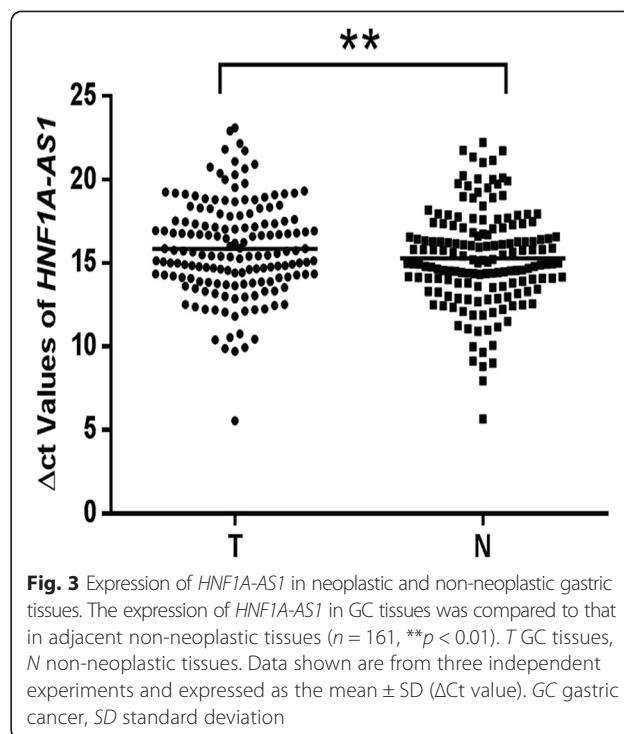 **
25
20
15
10
5
0
Δct Values of HNF1A-AS1
T
N
Fig. 3 Expression of HNF1A-AS1 in neoplastic and non-neoplastic gastric
tissues. The expression of HNF1A-AS1 in GC tissues was compared to that
in adjacent non-neoplastic tissues (n = 161, **p < 0.01). T GC tissues,
N non-neoplastic tissues. Data shown are from three independent
experiments and expressed as the mean ± SD (ΔCt value). GC gastric
cancer, SD standard deviation